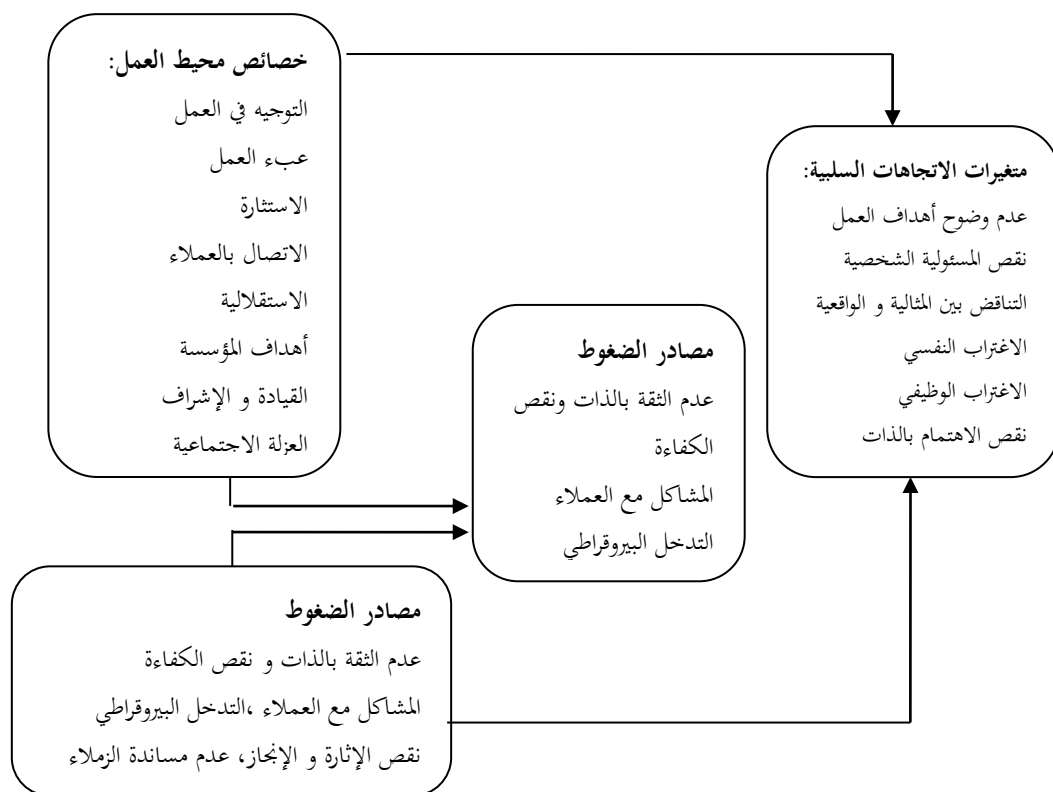 خصائص محيط العمل:
التوجيه في العمل
عبء العمل
الاستثارة
الاتصال بالعملاء
الاستقلالية
أهداف المؤسسة
القيادة و الإشراف
العزلة الاجتماعية
متغيرات الاتجاهات السلبية:
عدم وضوح أهداف العمل
نقص المسئولية الشخصية
التناقض بين المثالية و الواقعية
الاغتراب النفسي
الاغتراب الوظيفي
نقص الاهتمام بالذات
مصادر الضغوط
عدم الثقة بالذات ونقص
الكفاءة
المشاكل مع العملاء
التدخل البيروقراطي
مصادر الضغوط
عدم الثقة بالذات و نقص الكفاءة
المشاكل مع العملاء ،التدخل البيروقراطي
نقص الإثارة و الإنجاز، عدم مساندة الزملاء